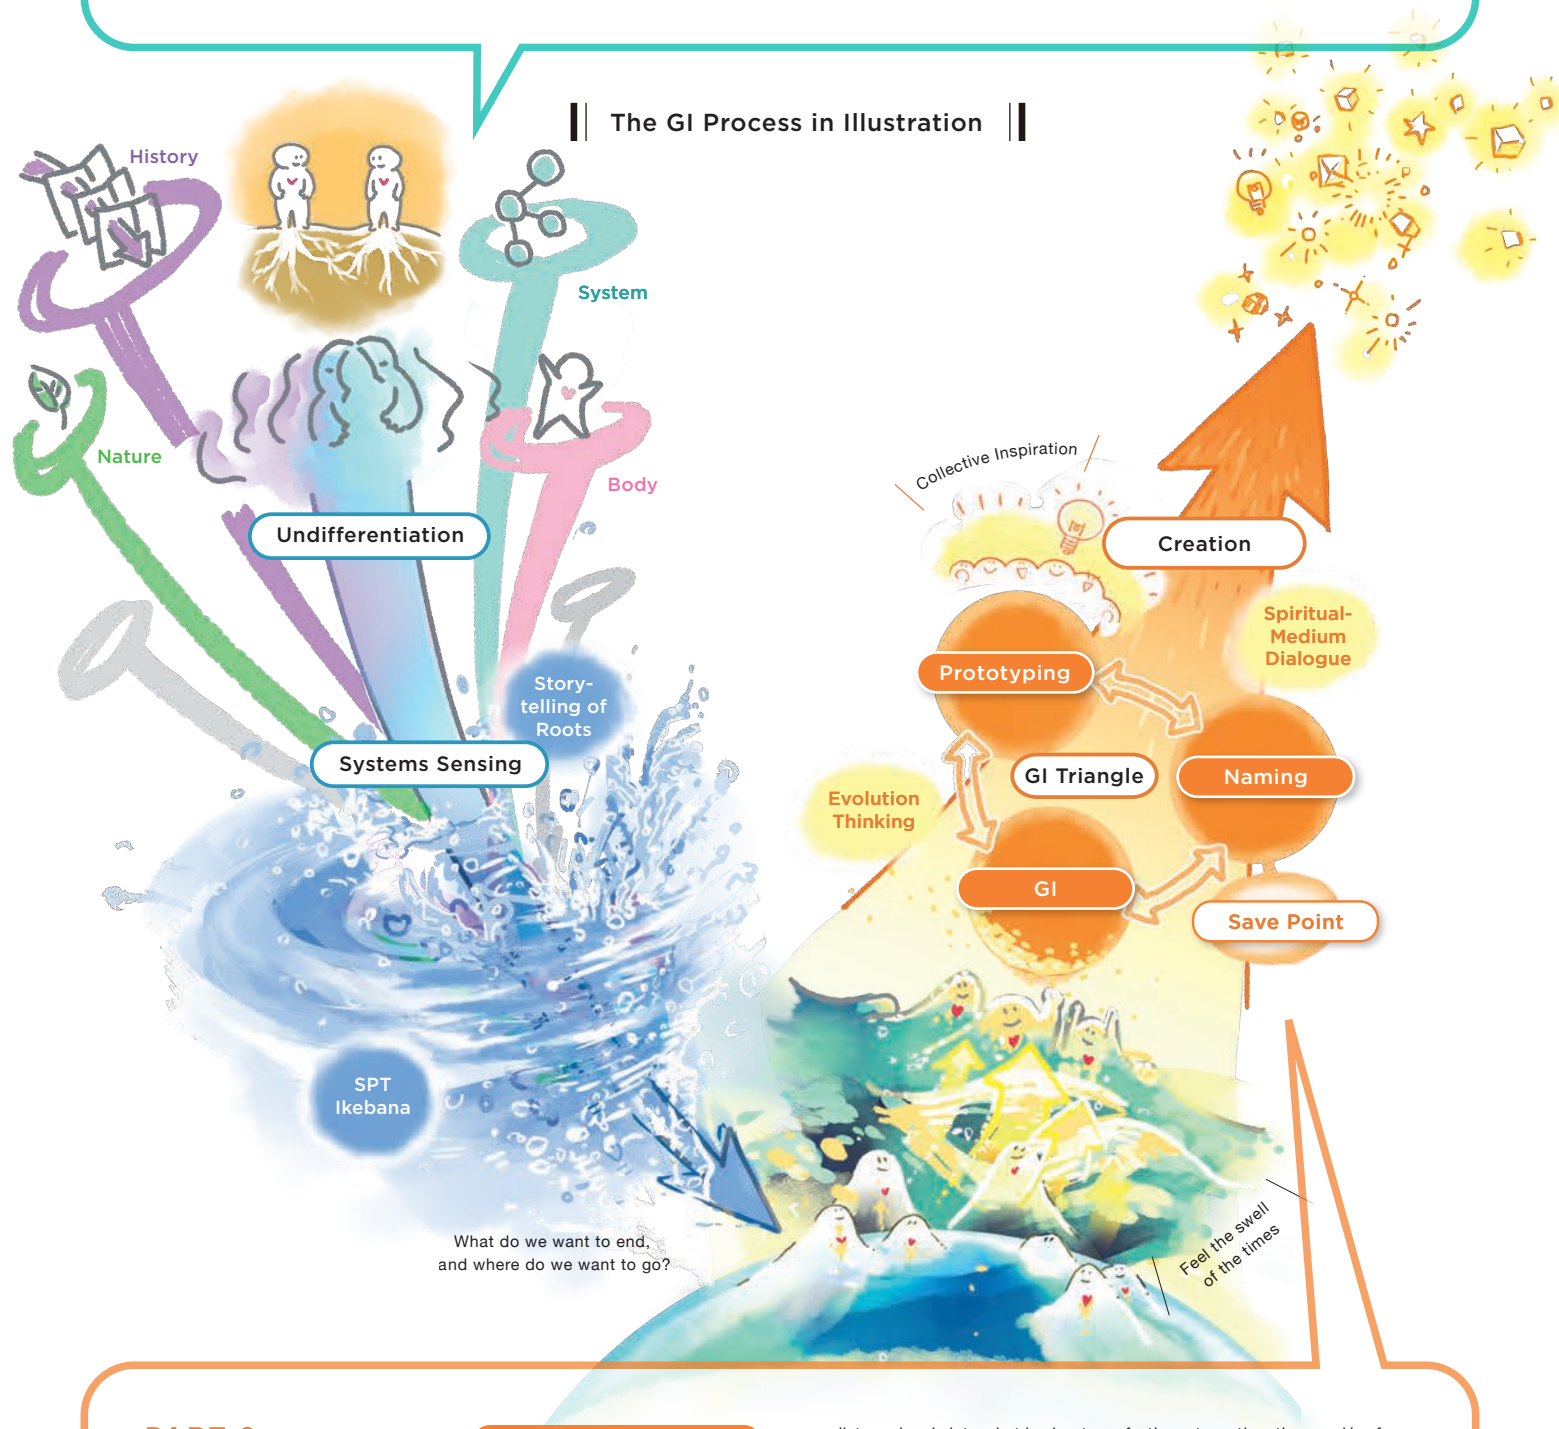 The GI Process in Illustration
History
System
Nature
Body
Undifferentiation
Story-
telling of
Roots
Systems Sensing
SPT
Ikebana
What do we want to end,
and where do we want to go?
Collective Inspiration
Creation
Spiritual-
Medium
Dialogue
Prototyping
GI Triangle
Naming
Evolution
Thinking
GI
Save Point
Feel the swell
of the times